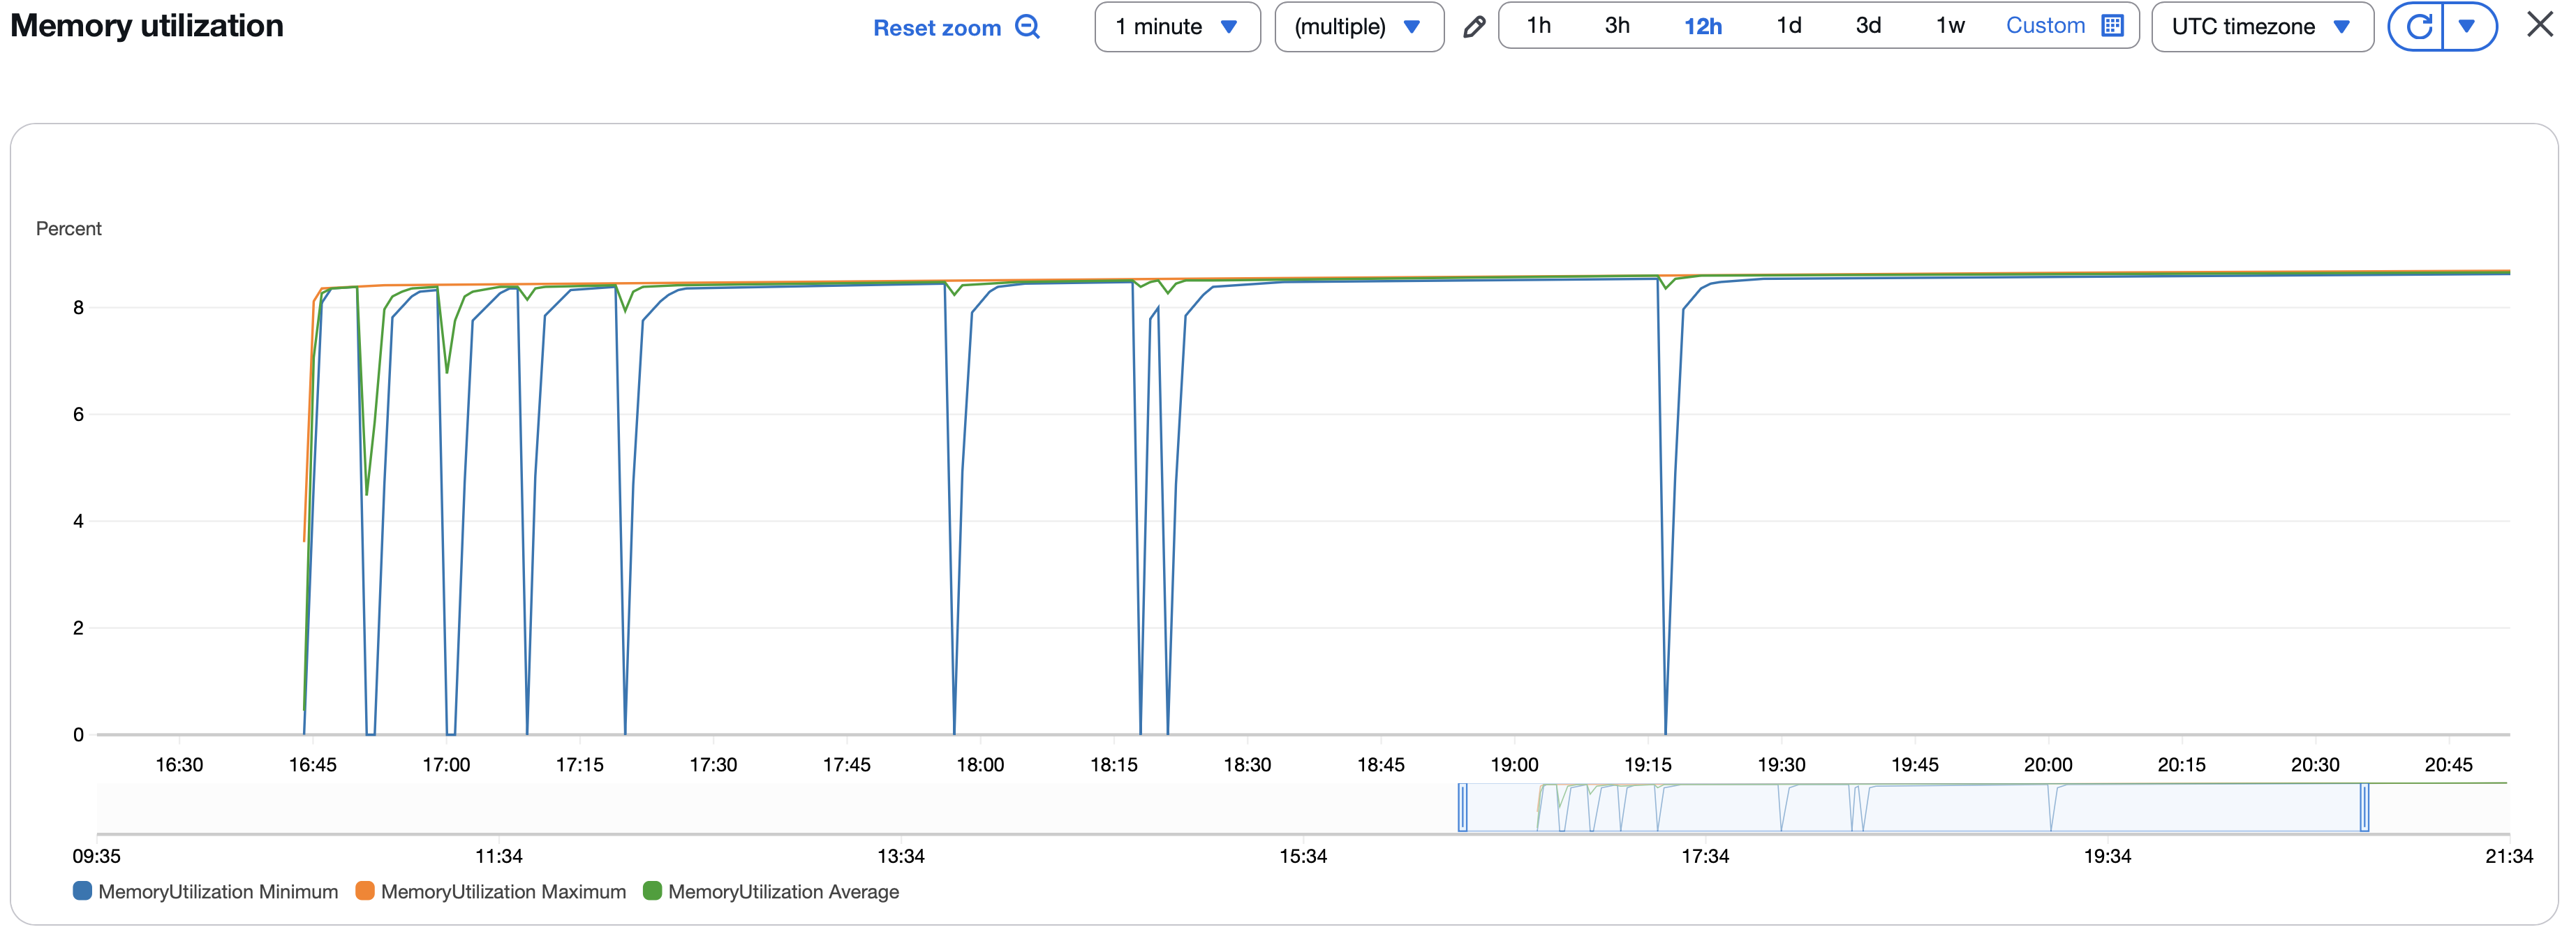 Memory utilization Reset zoom 1 minute (multiple) 1h 3h 12h 1d 3d 1w Custom UTC timezone
Percent
8
6
4
2
0
16:30 16:45 17:00 17:15 17:30 17:45 18:00 18:15 18:30 18:45 19:00 19:15 19:30 19:45 20:00 20:15 20:30 20:45
09:35 11:34 13:34 15:34 17:34 19:34 21:34
MemoryUtilization Minimum MemoryUtilization Maximum MemoryUtilization Average